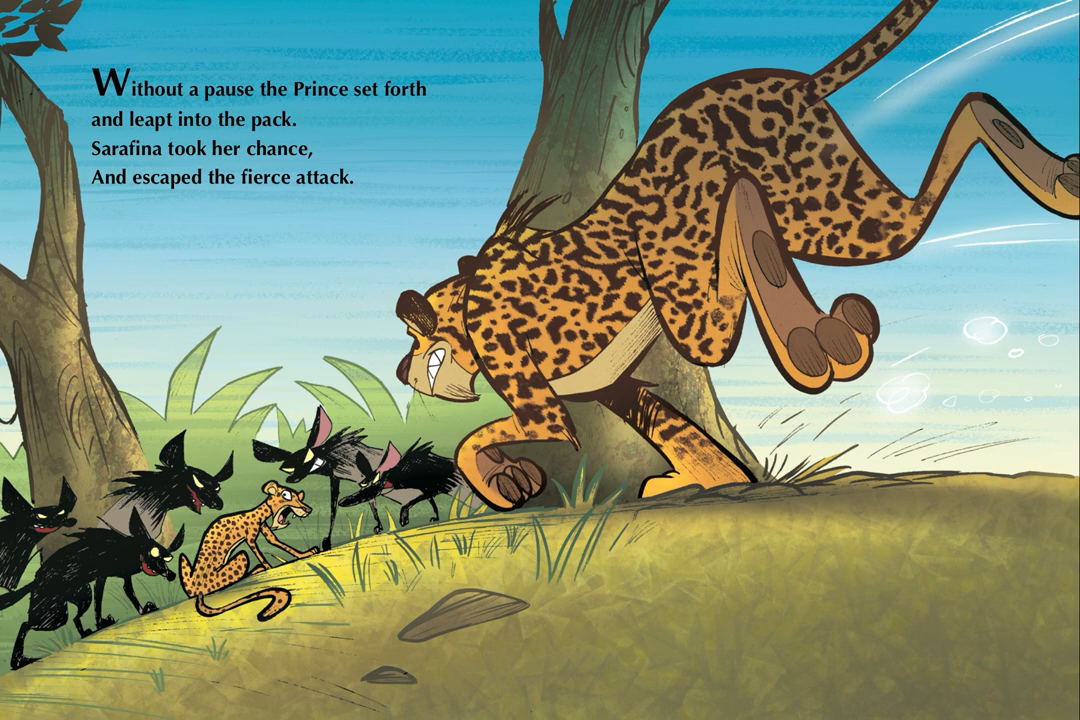 Without a pause the Prince set forth
and leapt into the pack.
Sarafina took her chance,
And escaped the fierce attack.